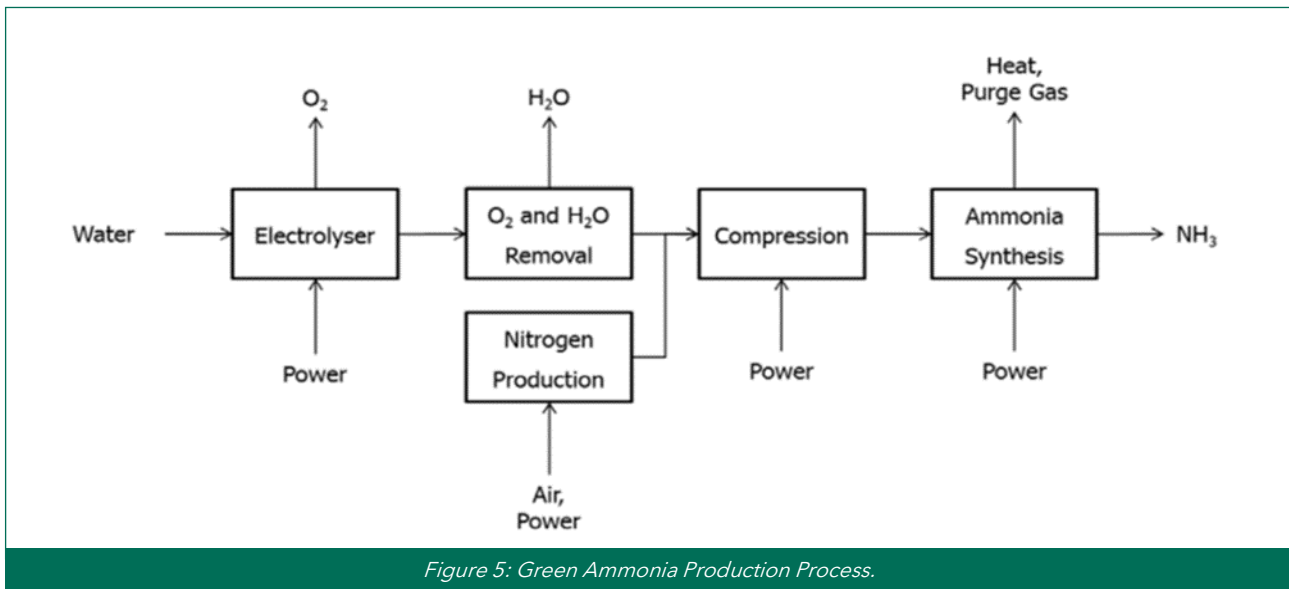 O₂
H₂O
Heat,
Purge Gas
Water
Electrolyser
O₂ and H₂O
Removal
Compression
Ammonia
Synthesis
NH₃
Nitrogen
Production
Power
Power
Power
Air,
Power
Figure 5: Green Ammonia Production Process.